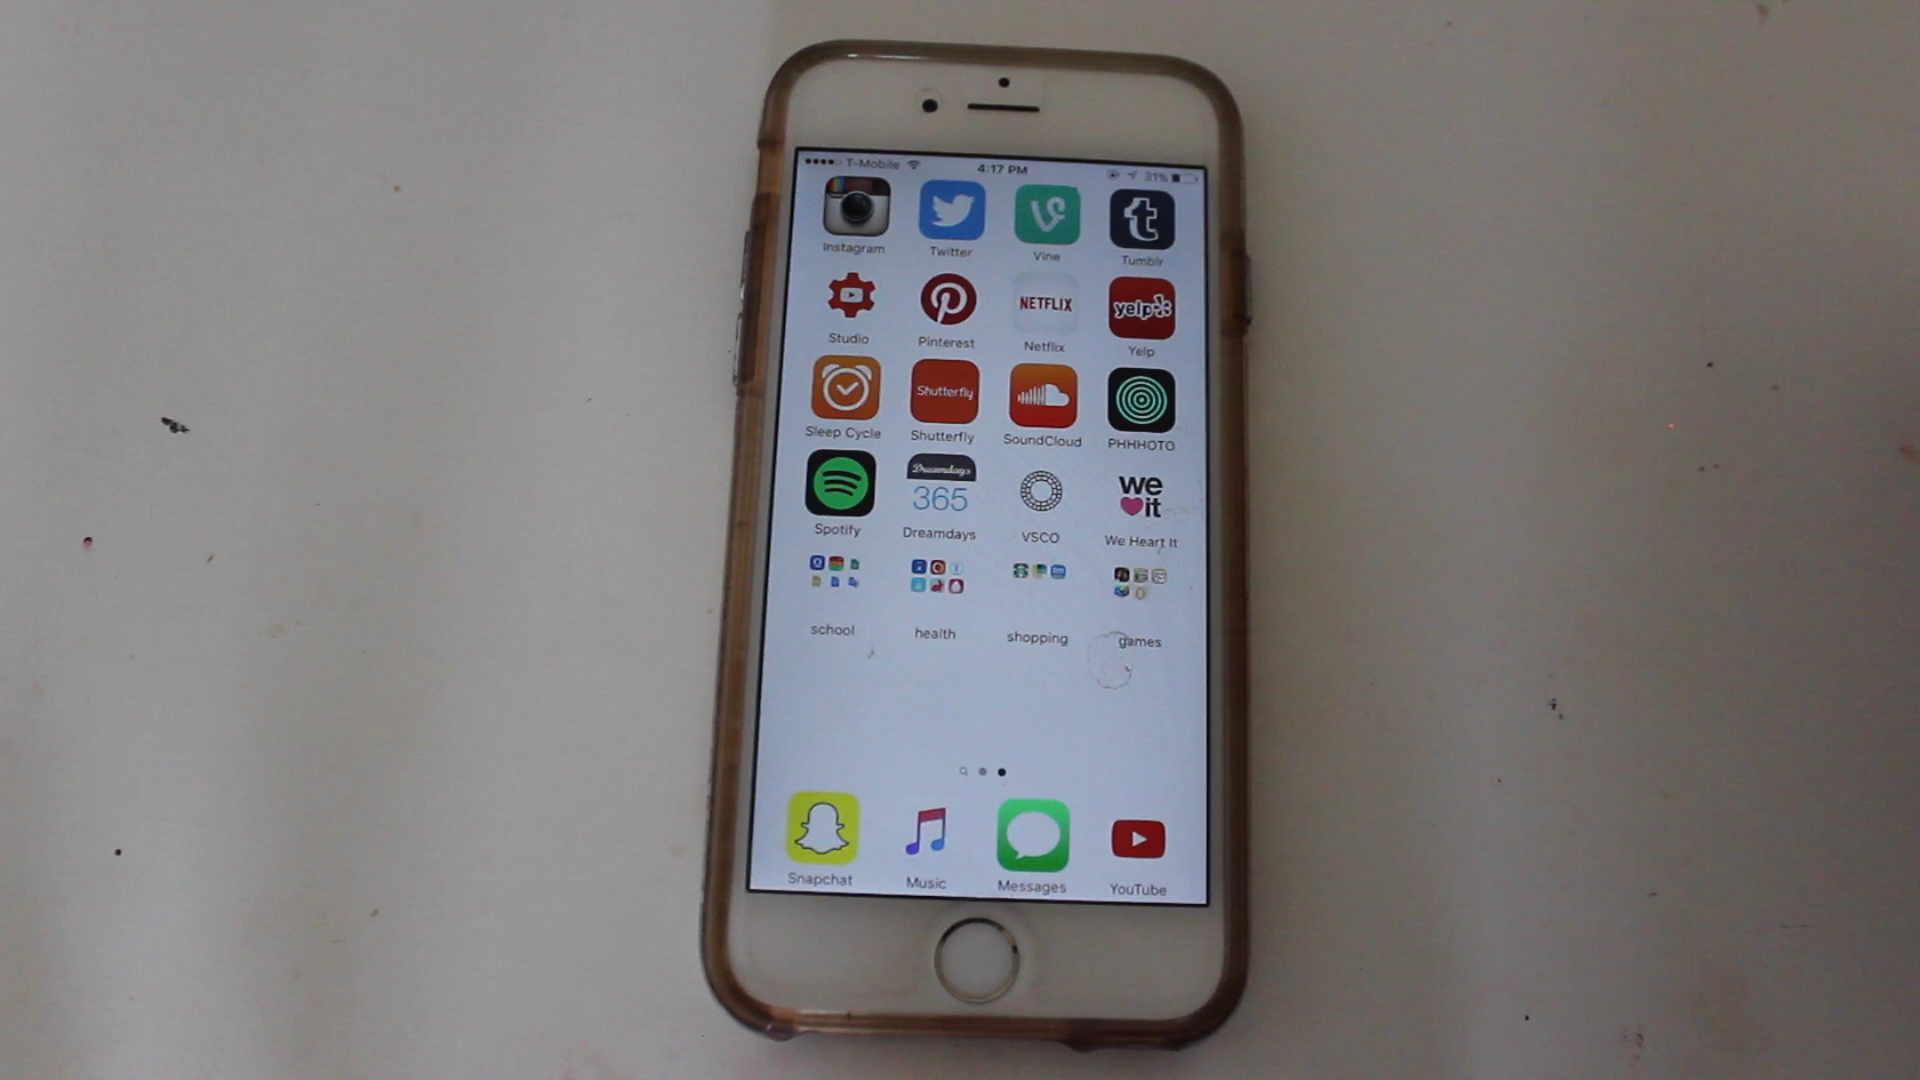 T-Mobile 4:17 PM 31%
Instagram Twitter Vine Tumblr
NETFLIX yelp
Studio Pinterest Netflix Yelp
Shutterfly
Sleep Cycle Shutterfly SoundCloud PHHHOTO
Dreamdays we
365 it
Spotify Dreamdays VSCO We Heart It
school health shopping games
Snapchat Music Messages YouTube